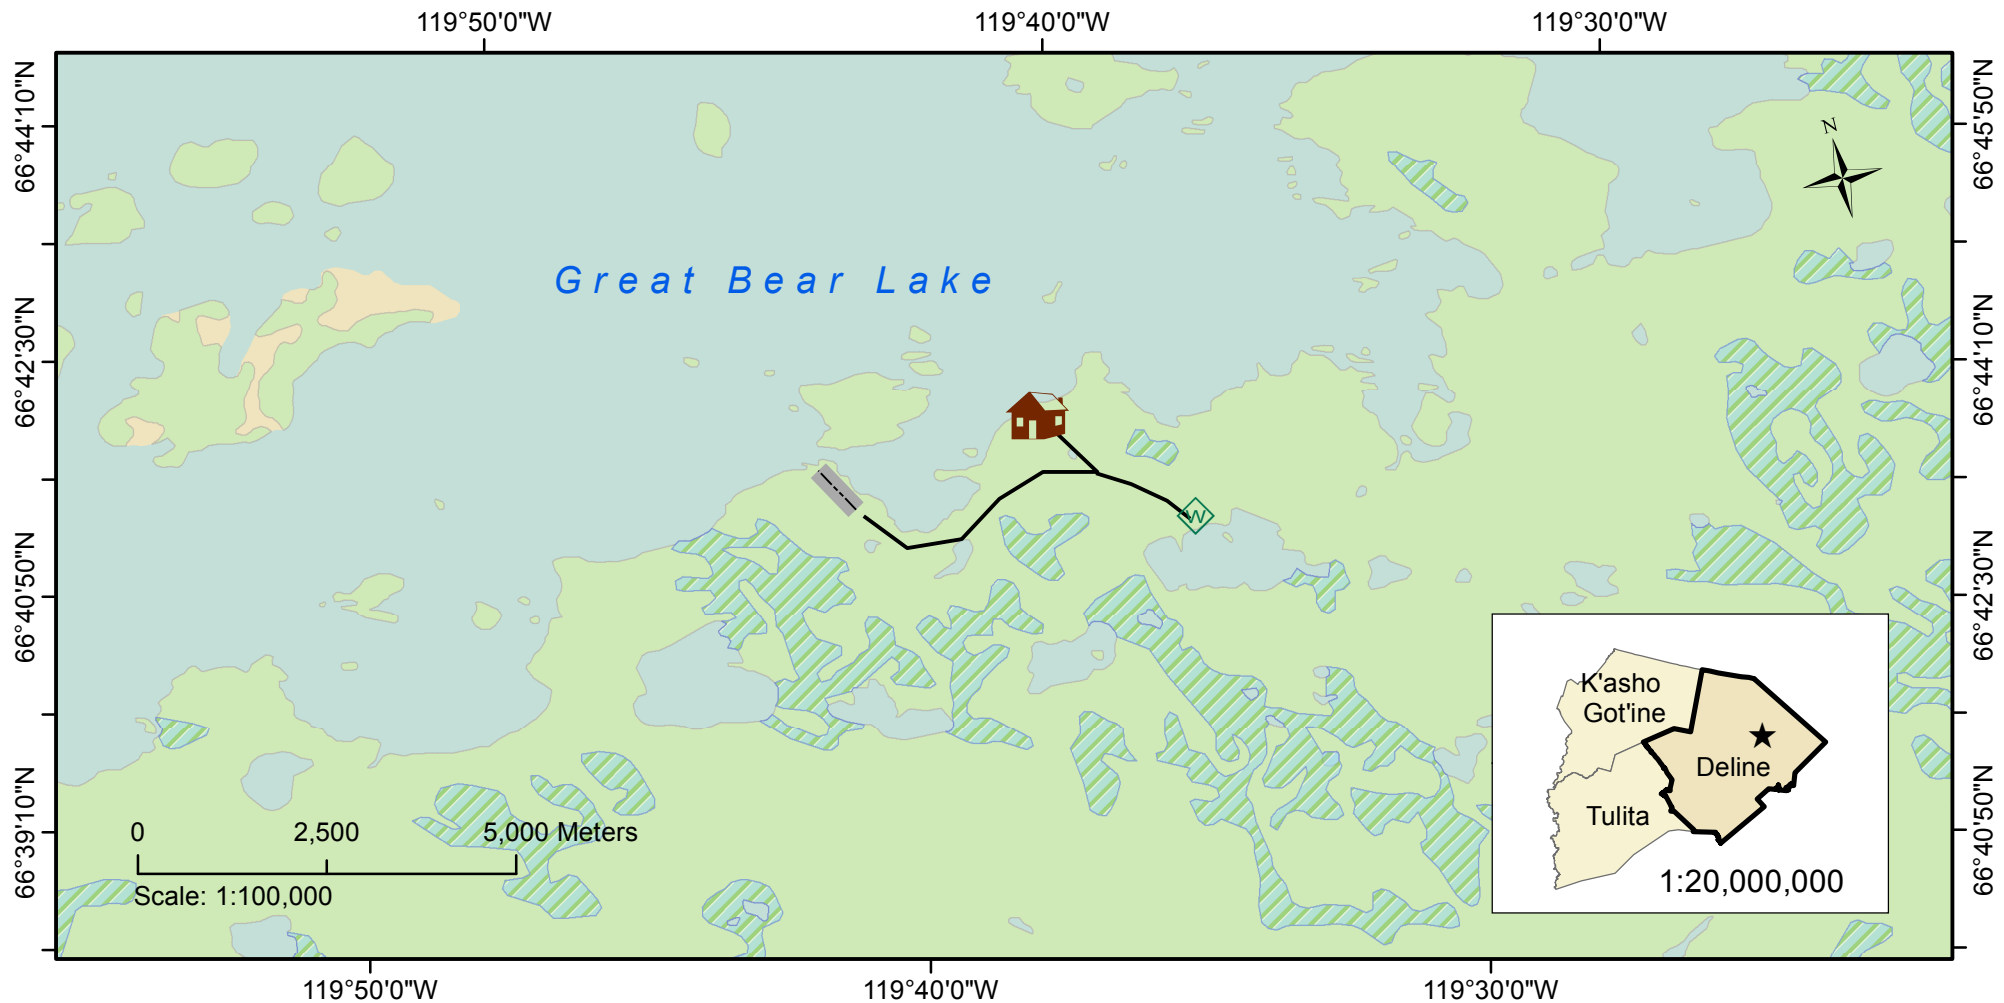 119°50'0"W
119°40'0"W
119°30'0"W
66°44'10"N
66°42'30"N
66°40'50"N
66°39'10"N
66°45'50"N
66°44'10"N
66°42'30"N
66°40'50"N
N
Great Bear Lake
W
0 2,500 5,000 Meters
Scale: 1:100,000
K'asho
Got'ine
Deline
Tulita
1:20,000,000
119°50'0"W
119°40'0"W
119°30'0"W